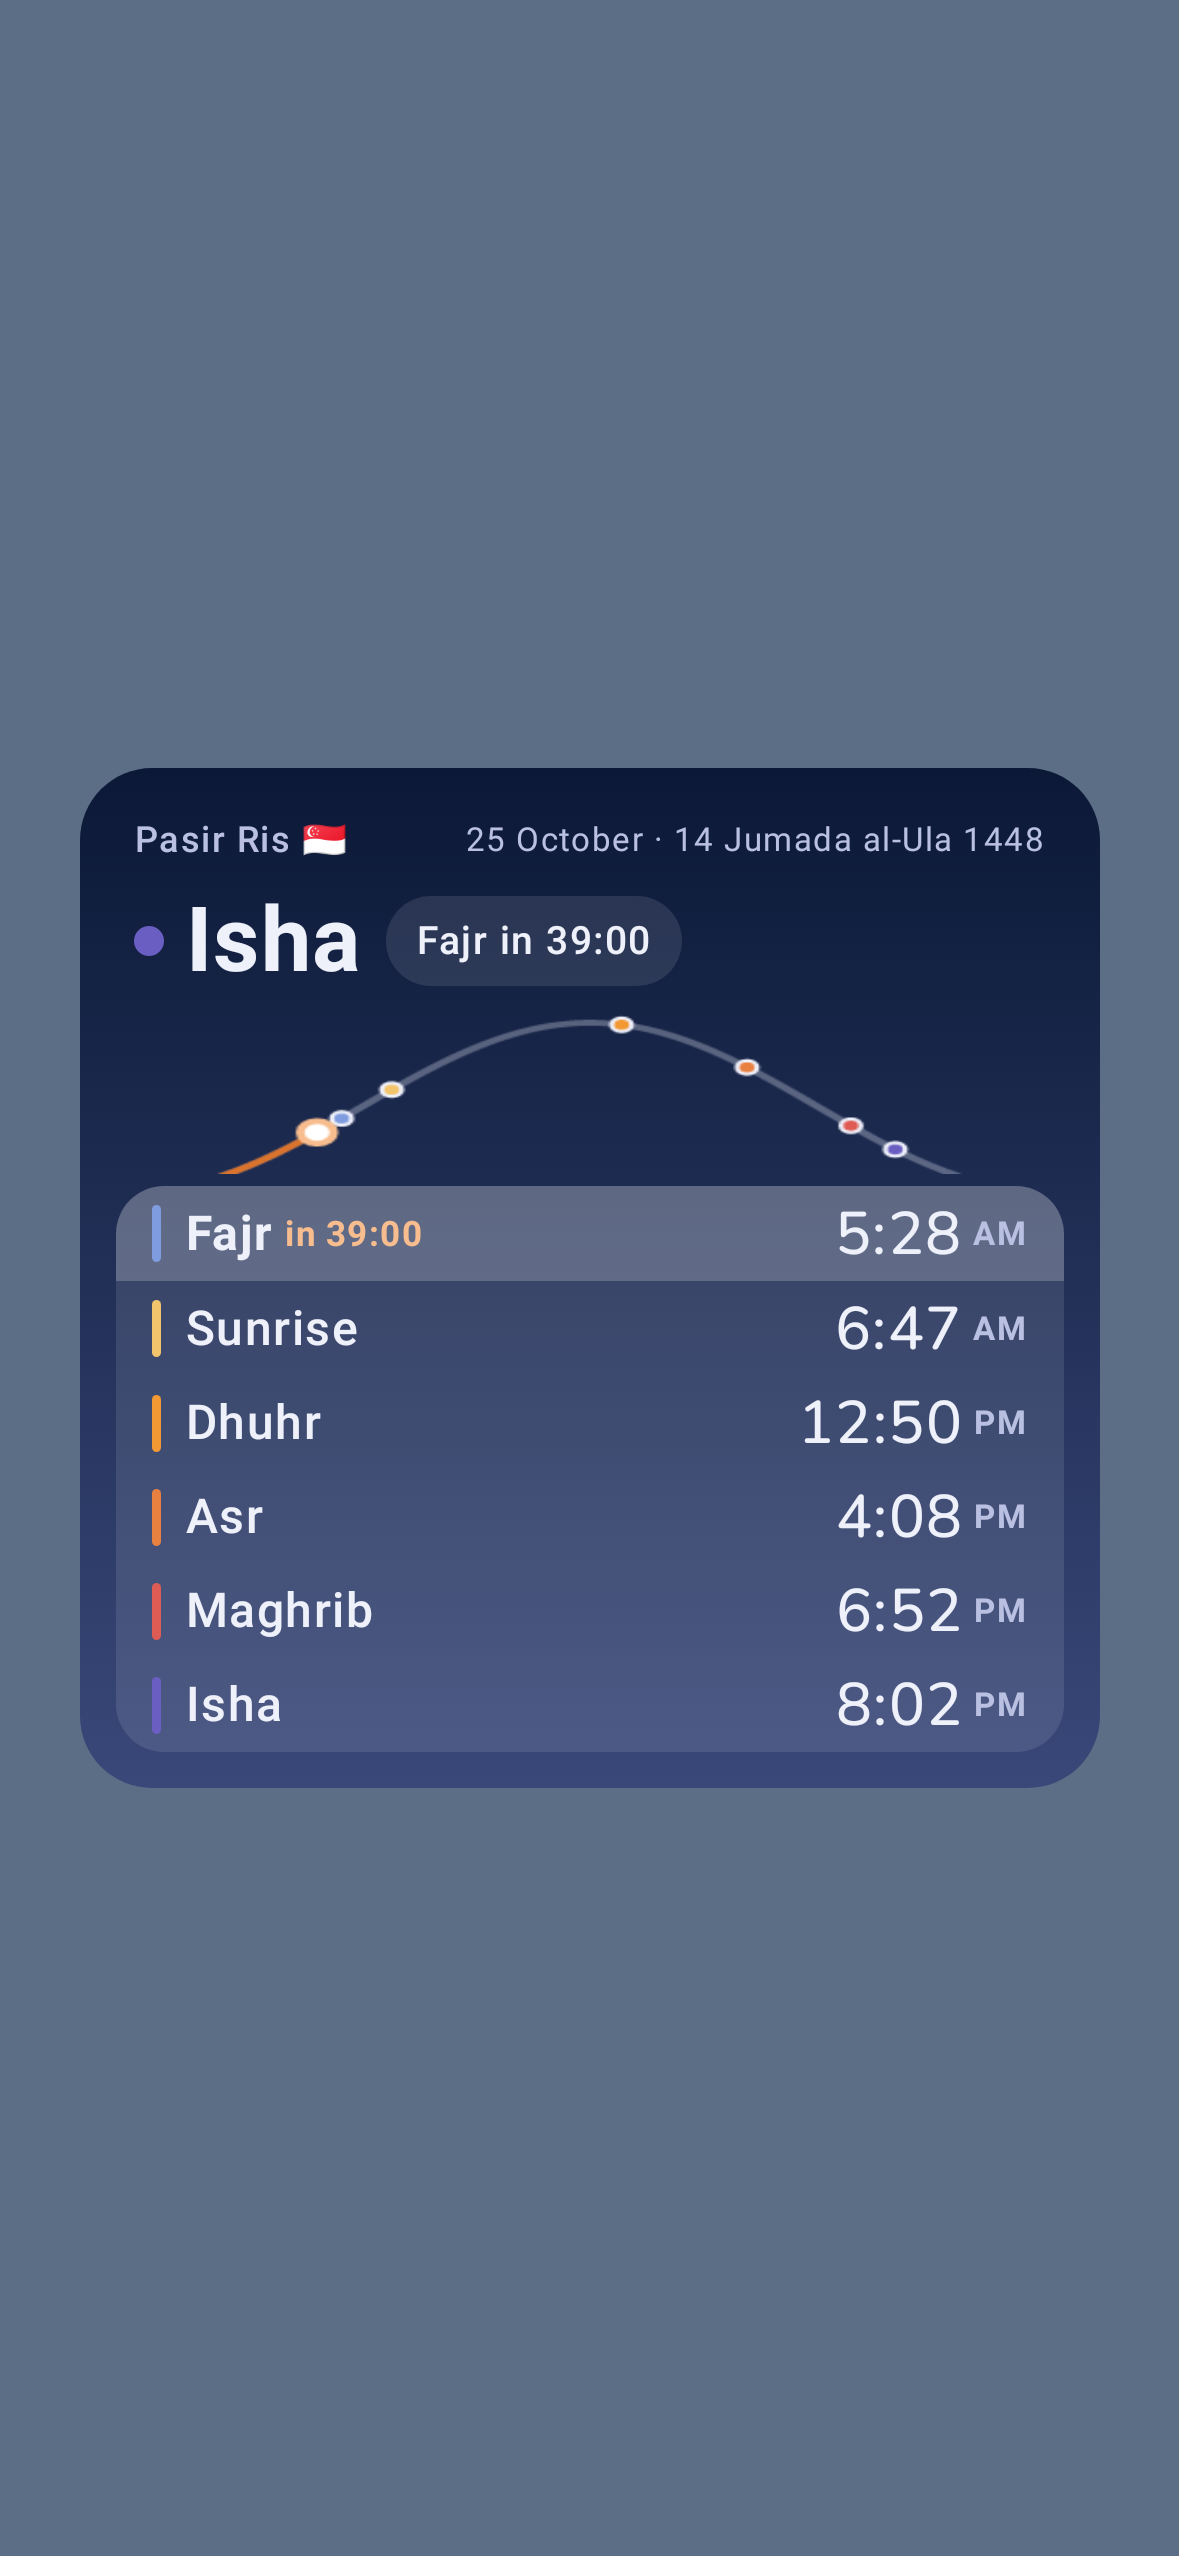 Pasir Ris 🇸🇬 25 October · 14 Jumada al-Ula 1448
Isha Fajr in 39:00
Fajr in 39:00 5:28 AM
Sunrise 6:47 AM
Dhuhr 12:50 PM
Asr 4:08 PM
Maghrib 6:52 PM
Isha 8:02 PM